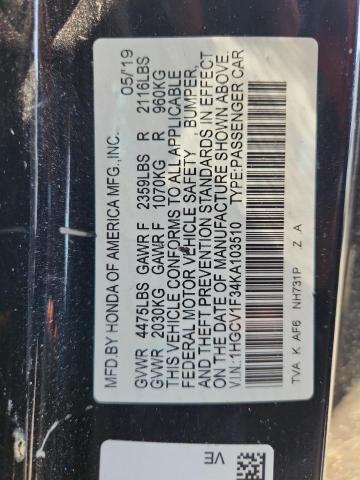 MFD.BY HONDA OF AMERICA MFG.,INC. 05/'19
GVWR 4475LBS GAWR F 2359LBS R 2116LBS
GVWR 2030KG GAWR F 1070KG R 960KG
THIS VEHICLE CONFORMS TO ALL APPLICABLE
FEDERAL MOTOR VEHICLE SAFETY, BUMPER,
AND THEFT PREVENTION STANDARDS IN EFFECT
ON THE DATE OF MANUFACTURE SHOWN ABOVE.
V.I.N.:1HGCV1F34KA103510 TYPE:PASSENGER CAR
TVA K AF6 NH731P Z A
VE